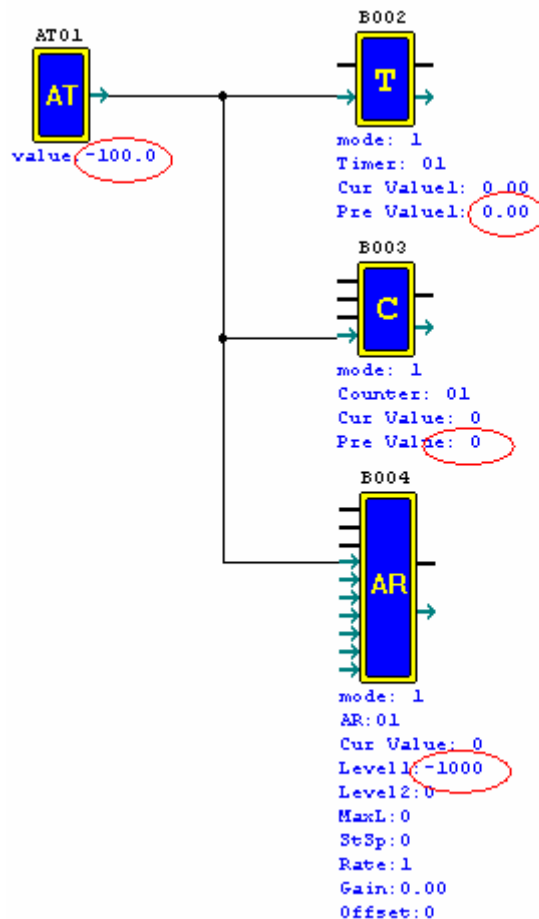 AT01
AT
value:-100.0
B002
T
mode: 1
Timer: 01
Cur Value1: 0.00
Pre Value1: 0.00
B003
C
mode: 1
Counter: 01
Cur Value: 0
Pre Value: 0
B004
AR
mode: 1
AR:01
Cur Value: 0
Level1:-1000
Level2:0
MaxL:0
StSp:0
Rate:1
Gain:0.00
Offset:0